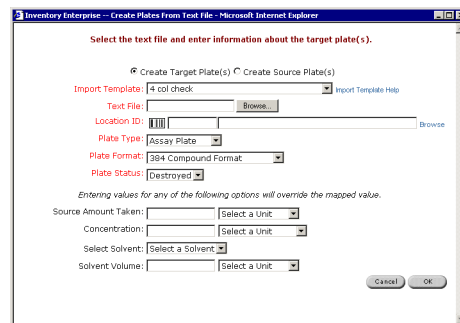 Inventory Enterprise -- Create Plates From Text File - Microsoft Internet Explorer
Select the text file and enter information about the target plate(s).
Create Target Plate(s) Create Source Plate(s)
Import Template: 4 col check Import Template Help
Text File: Browse...
Location ID: Browse
Plate Type: Assay Plate
Plate Format: 384 Compound Format
Plate Status: Destroyed
Entering values for any of the following options will override the mapped value.
Source Amount Taken: Select a Unit
Concentration: Select a Unit
Select Solvent: Select a Solvent
Solvent Volume: Select a Unit
Cancel OK